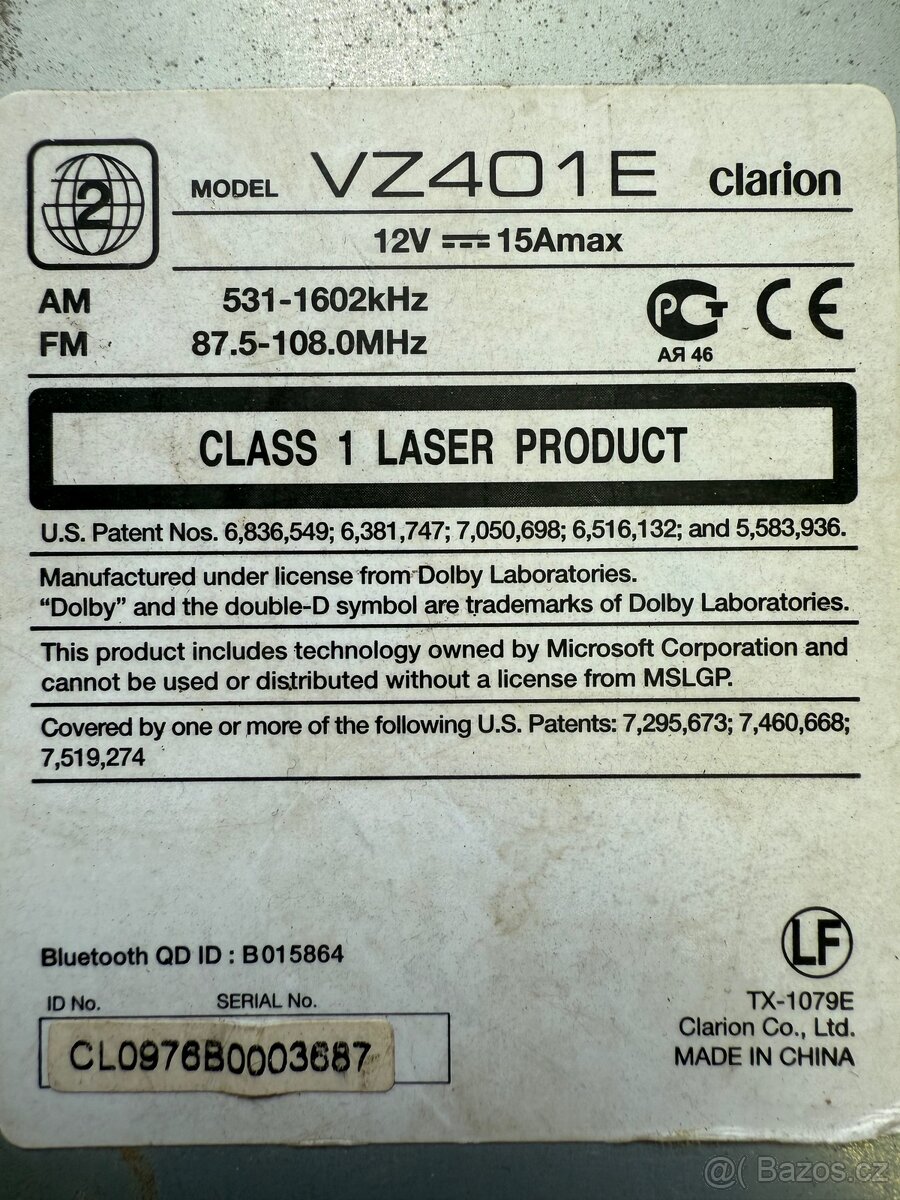 2
MODEL VZ401E clarion
12V 15Amax
AM 531-1602kHz
FM 87.5-108.0MHz
РСТ CE
АЯ 46
CLASS 1 LASER PRODUCT
U.S. Patent Nos. 6,836,549; 6,381,747; 7,050,698; 6,516,132; and 5,583,936.
Manufactured under license from Dolby Laboratories.
“Dolby” and the double-D symbol are trademarks of Dolby Laboratories.
This product includes technology owned by Microsoft Corporation and
cannot be used or distributed without a license from MSLGP.
Covered by one or more of the following U.S. Patents: 7,295,673; 7,460,668;
7,519,274
Bluetooth QD ID : B015864
LF
ID No. SERIAL No.
CL0976B0003687
TX-1079E
Clarion Co., Ltd.
MADE IN CHINA
@( Bazos.cz